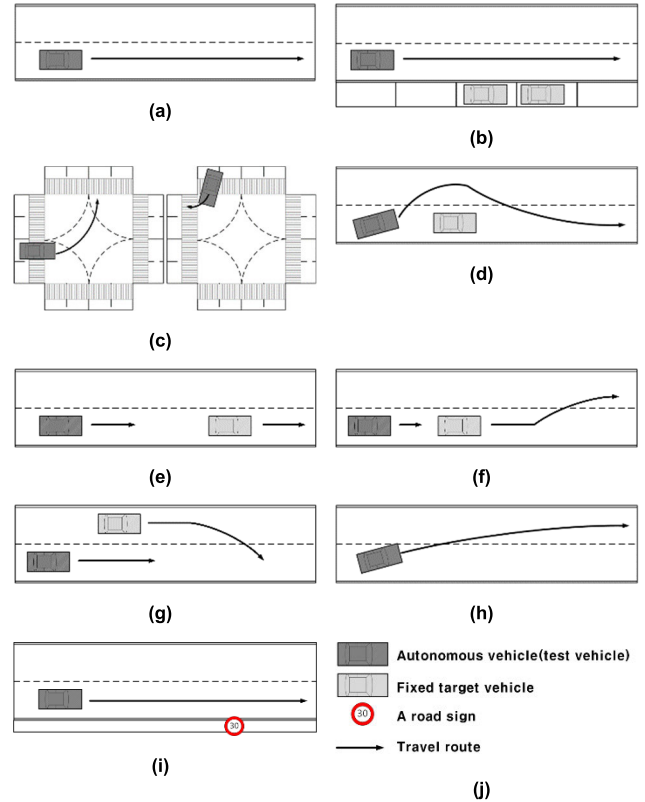 (a)
(b)
(c)
(d)
(e)
(f)
(g)
(h)
30
(i)
Autonomous vehicle(test vehicle)
Fixed target vehicle
30
A road sign
Travel route
(j)